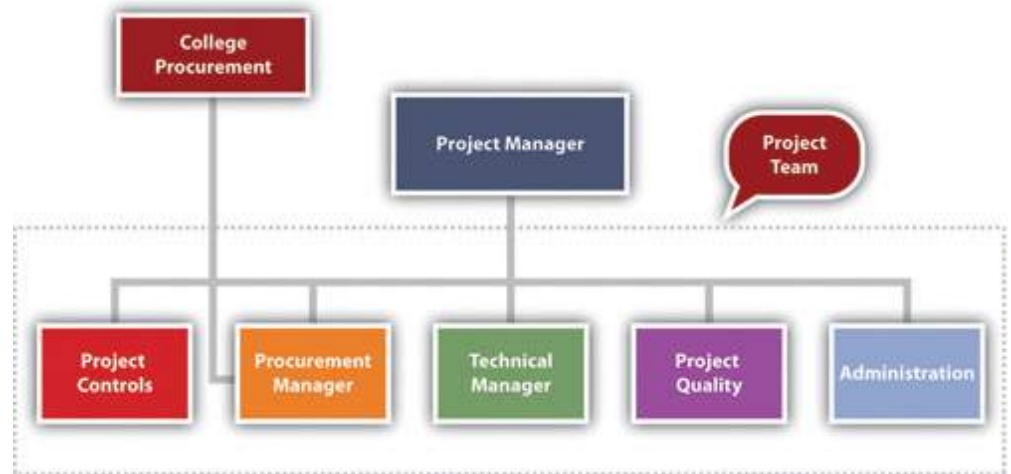 College
Procurement
Project Manager
Project
Team
Project
Controls
Procurement
Manager
Technical
Manager
Project
Quality
Administration